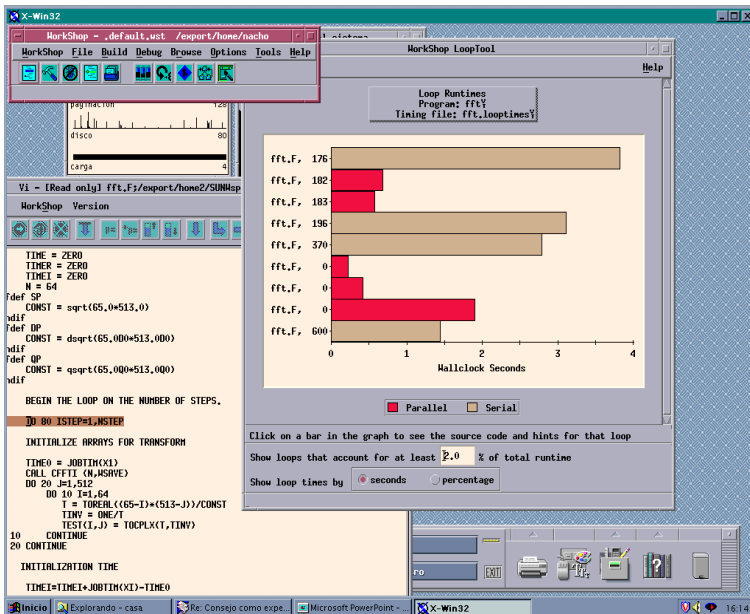 X-Win32
WorkShop - .default.wst /export/home/nacho
WorkShop File Build Debug Browse Options Tools Help
paginacion 128
disco 80
carga 4
Vi - [Read only] fft.F;/export/home2/SUNWsp
WorkShop Version
TIME = ZERO
TIMER = ZERO
TIMEI = ZERO
N = 64
fdef SP
CONST = sqrt(65.0*513.0)
ndif
fdef DP
CONST = dsqrt(65.0D0*513.0D0)
ndif
fdef QP
CONST = qsqrt(65.0Q0*513.0Q0)
ndif
BEGIN THE LOOP ON THE NUMBER OF STEPS.
DO 80 ISTEP=1,NSTEP
INITIALIZE ARRAYS FOR TRANSFORM
TIME0 = JOBTIM(X1)
CALL CFFTI (N,WSAVE)
DO 20 J=1,512
DO 10 I=1,64
T = TOREAL((65-I)*(513-J))/CONST
TINV = ONE/T
TEST(I,J) = TOCPLX(T,TINV)
10 CONTINUE
20 CONTINUE
INITIALIZATION TIME
TIMEI=TIMEI+JOBTIM(XI)-TIME0
WorkShop LoopTool
Help
Loop Runtimes
Program: fftY
Timing file: fft.looptimesY
fft.F, 176
fft.F, 182
fft.F, 183
fft.F, 196
fft.F, 370
fft.F, 0
fft.F, 0
fft.F, 0
fft.F, 600
0 1 2 3 4
Wallclock Seconds
Parallel Serial
Click on a bar in the graph to see the source code and hints for that loop
Show loops that account for at least 2.0 % of total runtime
Show loop times by seconds percentage
ro
EXIT
Inicio Explorando - casa Re: Consejo como expe... Microsoft PowerPoint - ... X-Win32 16:14